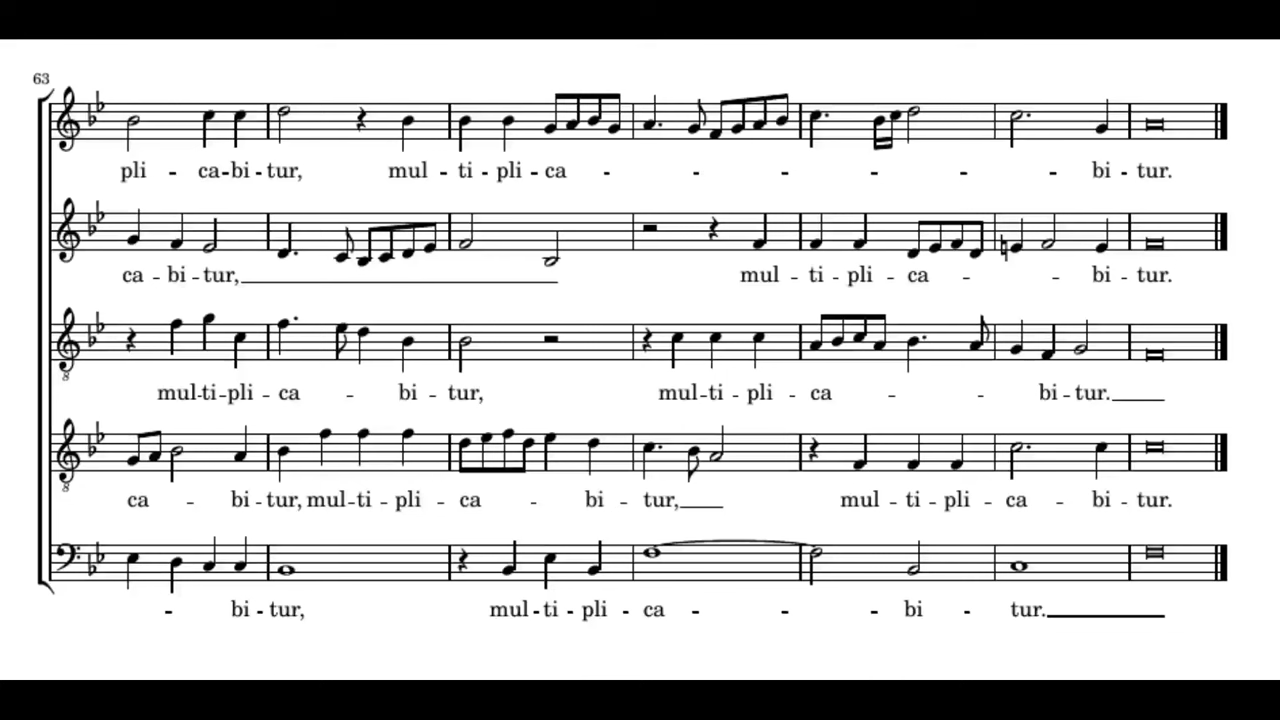 63
pli - ca-bi-tur, mul - ti - pli - ca - - - - - - bi - tur.
ca - bi - tur, mul - ti - pli - ca - - bi - tur.
8
mul-ti-pli - ca - bi - tur, mul-ti-pli - ca - - - bi-tur.
8
ca - bi-tur, mul-ti-pli - ca - - bi - tur, mul - ti-pli - ca - bi - tur.
- bi-tur, mul-ti - pli - ca - - - bi - tur.